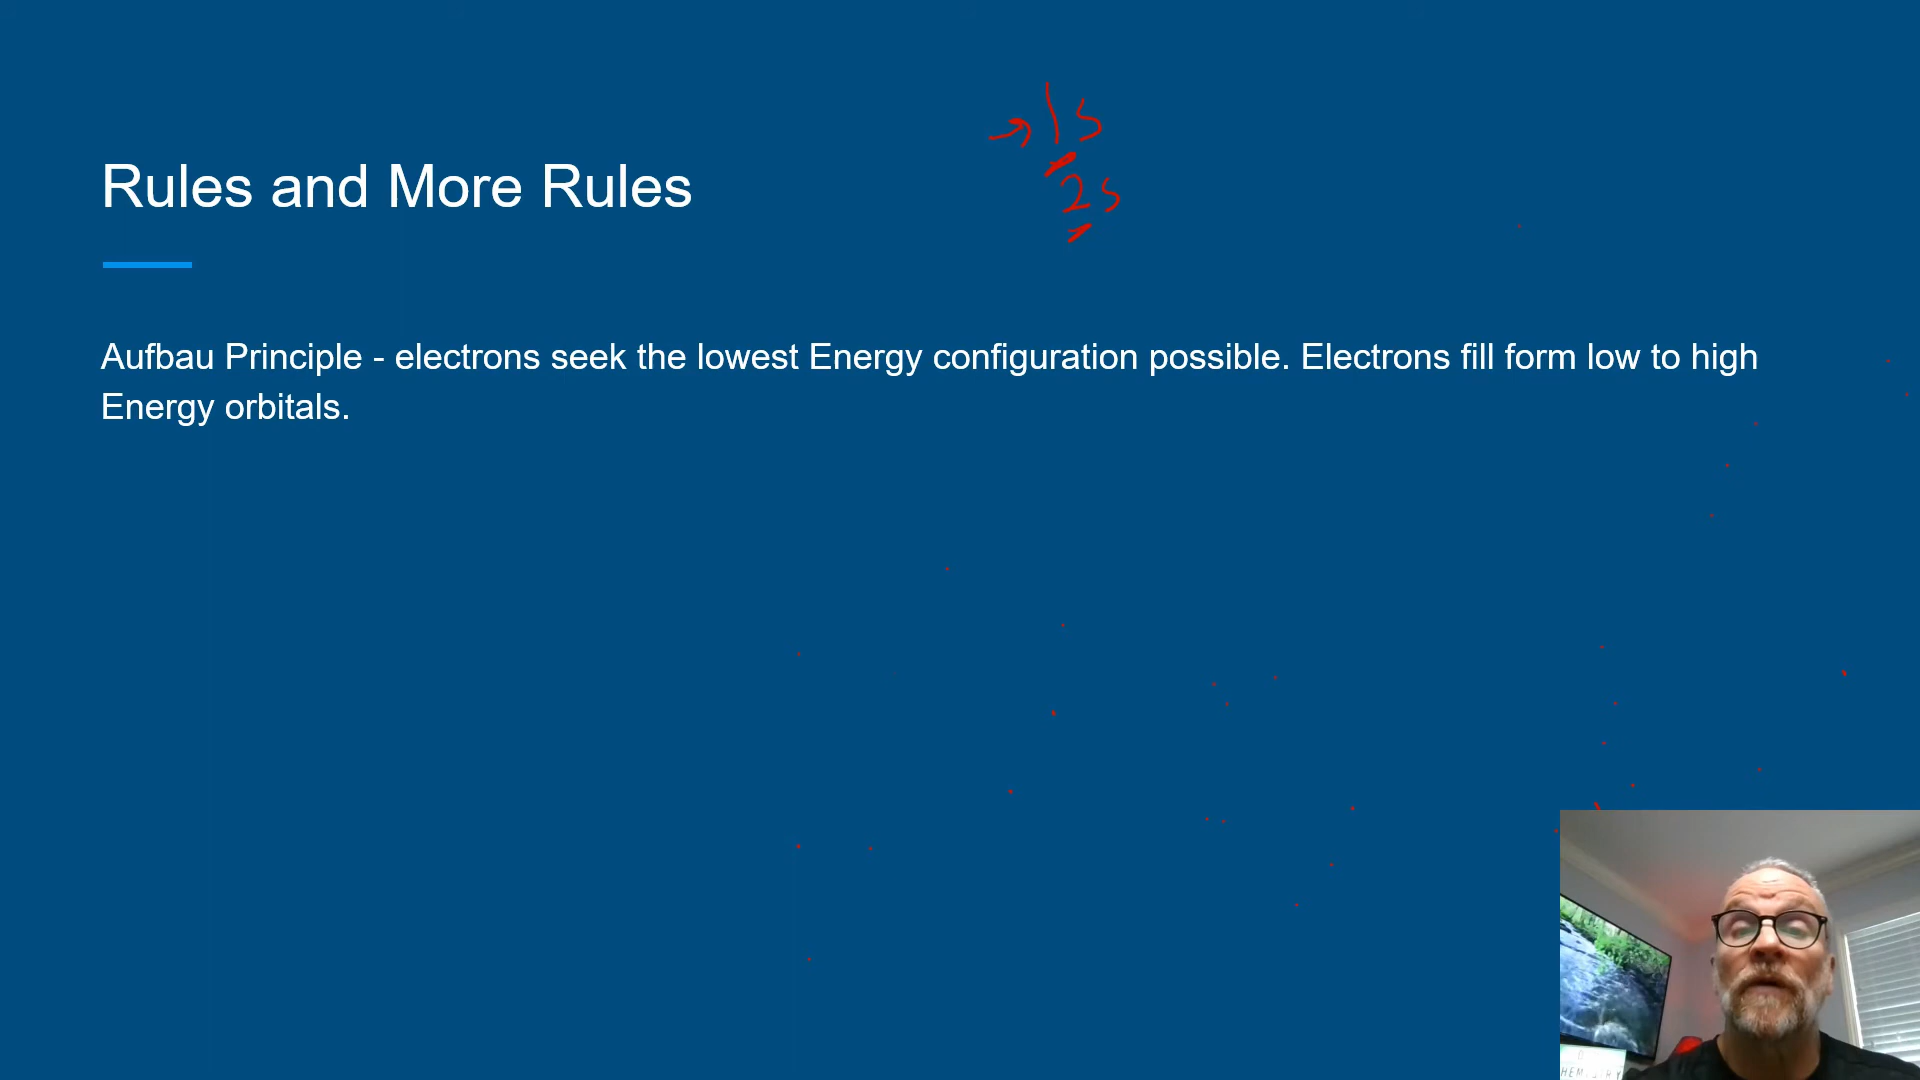 1s
2s
Rules and More Rules
Aufbau Principle - electrons seek the lowest Energy configuration possible. Electrons fill form low to high
Energy orbitals.